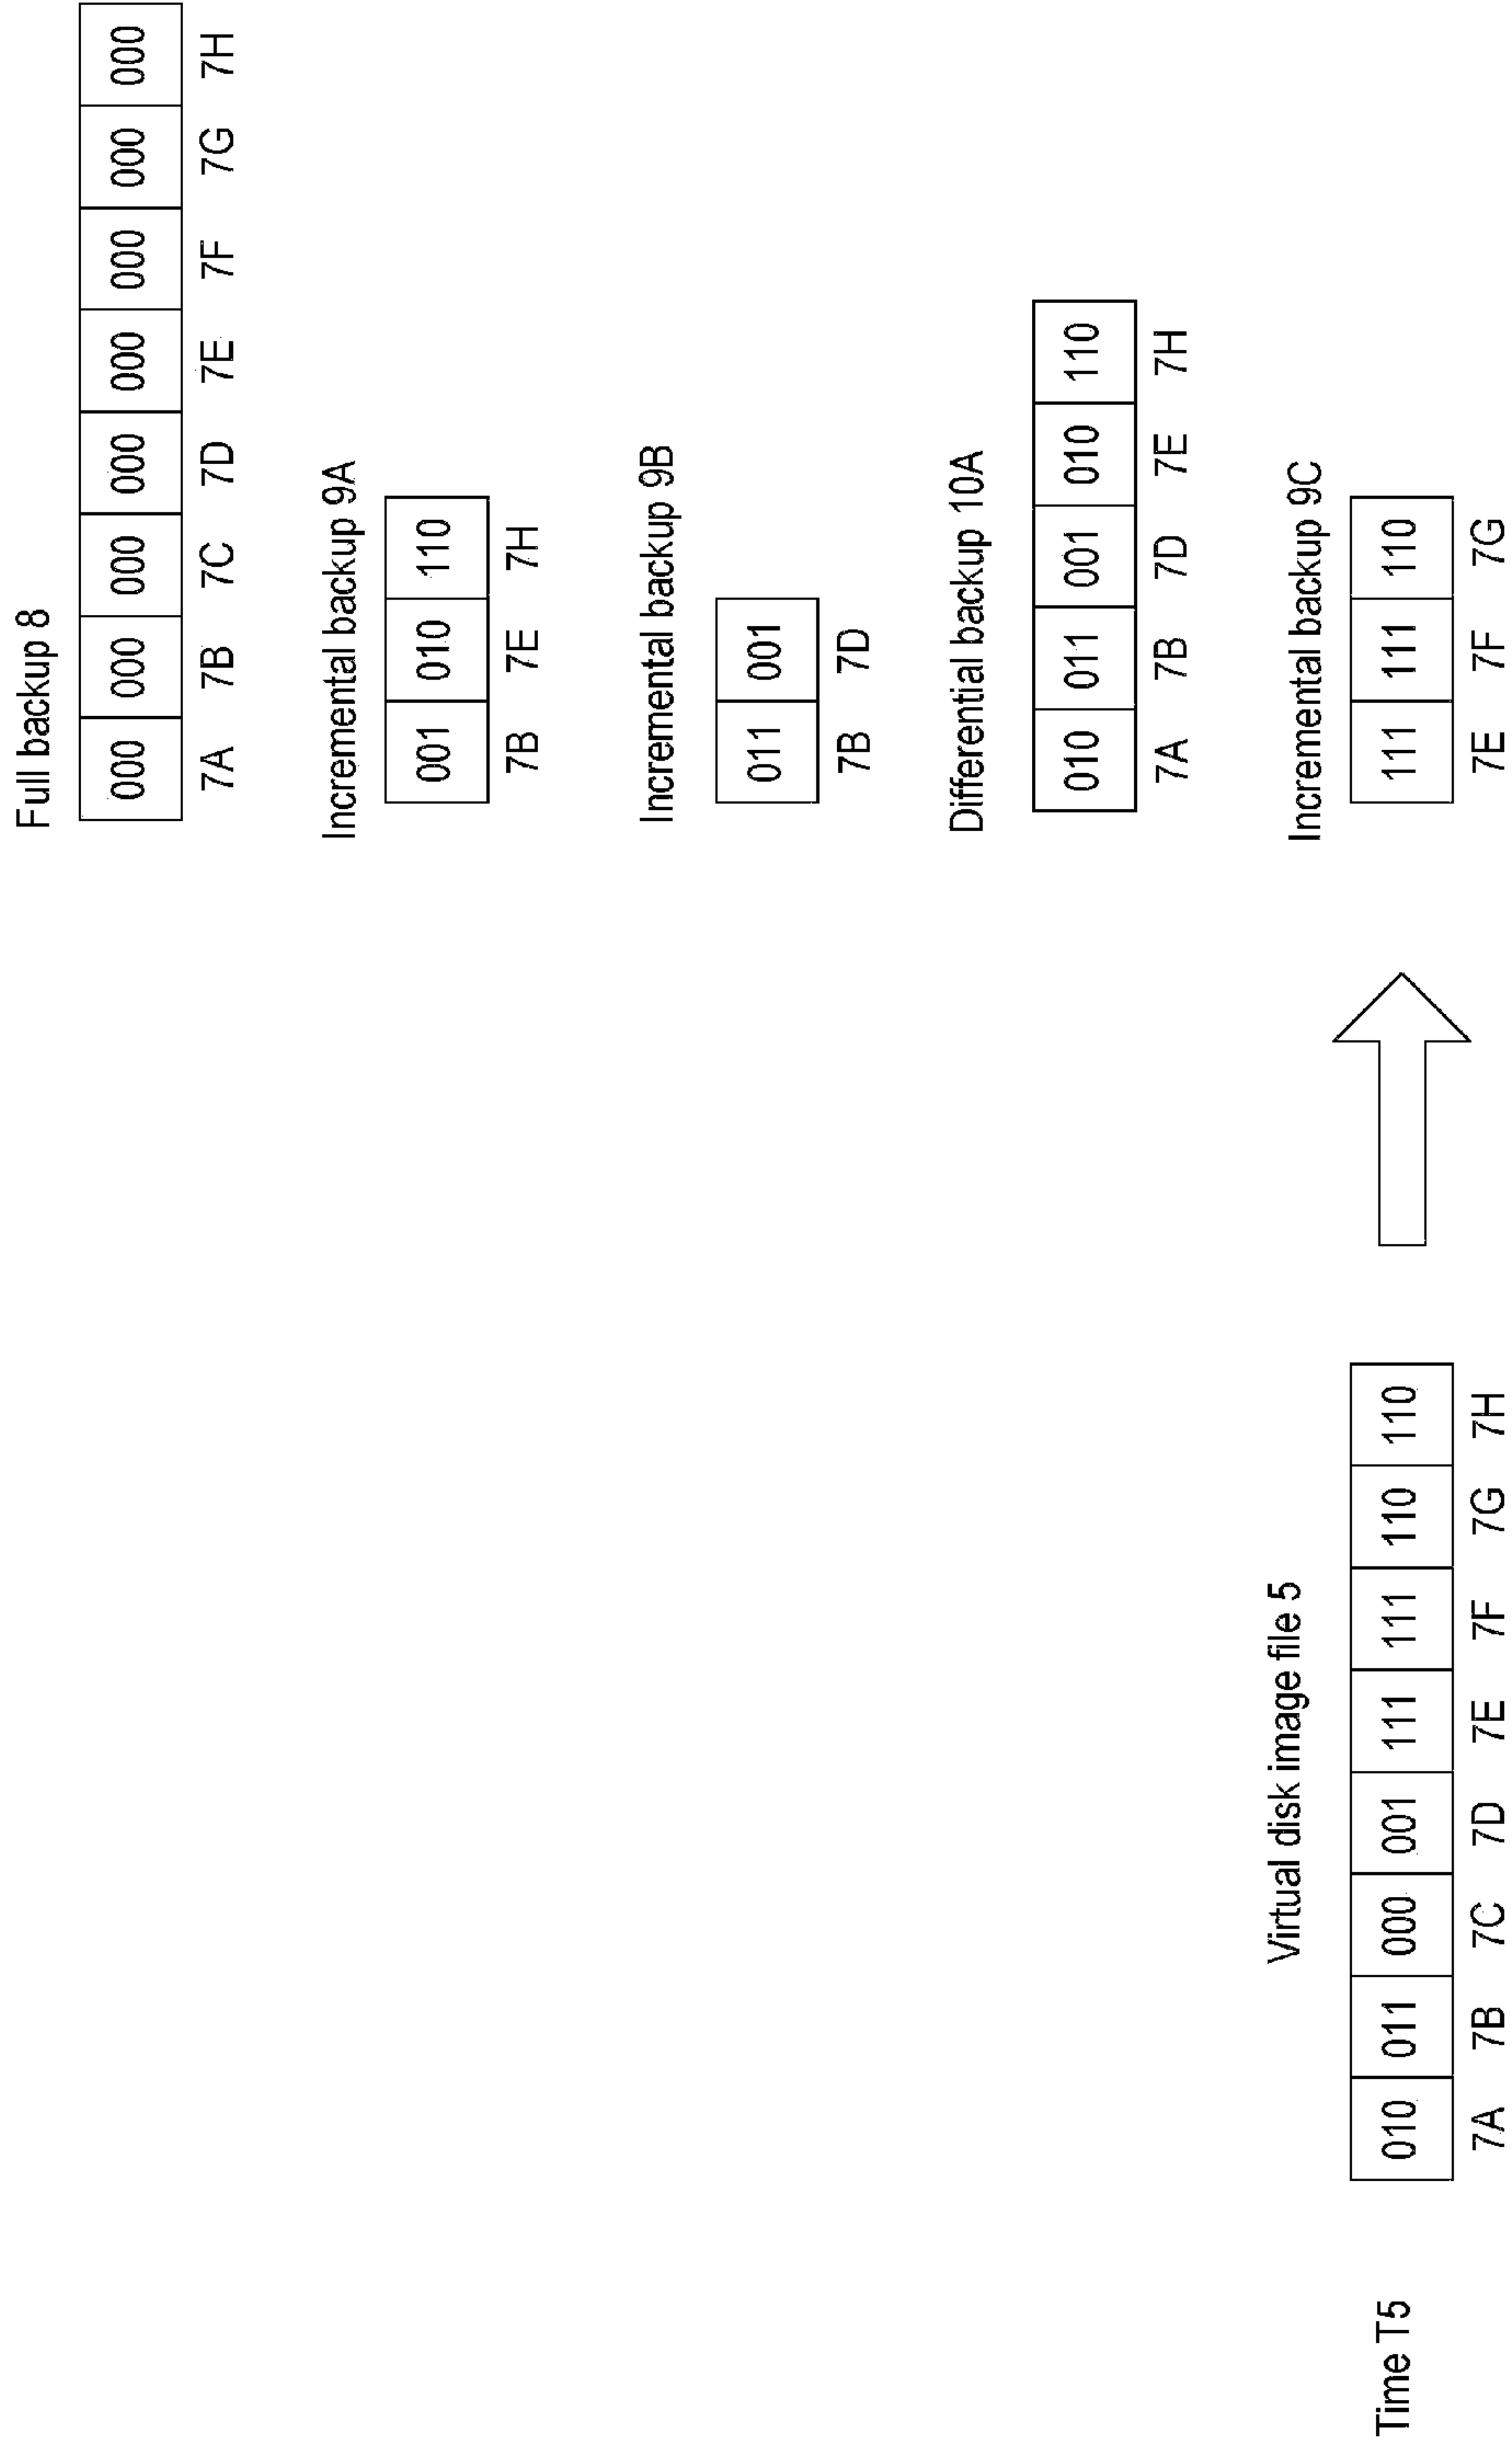 Full backup 8
000 000 000 000 000 000 000 000
7A 7B 7C 7D 7E 7F 7G 7H
Incremental backup 9A
001 010 110
7B 7E 7H
Incremental backup 9B
011 001
7B 7D
Differential backup 10A
010 011 001 010 110
7A 7B 7D 7E 7H
Incremental backup 9C
111 111 110
7E 7F 7G
Virtual disk image file 5
Time T5
010 011 000 001 111 111 110 110
7A 7B 7C 7D 7E 7F 7G 7H